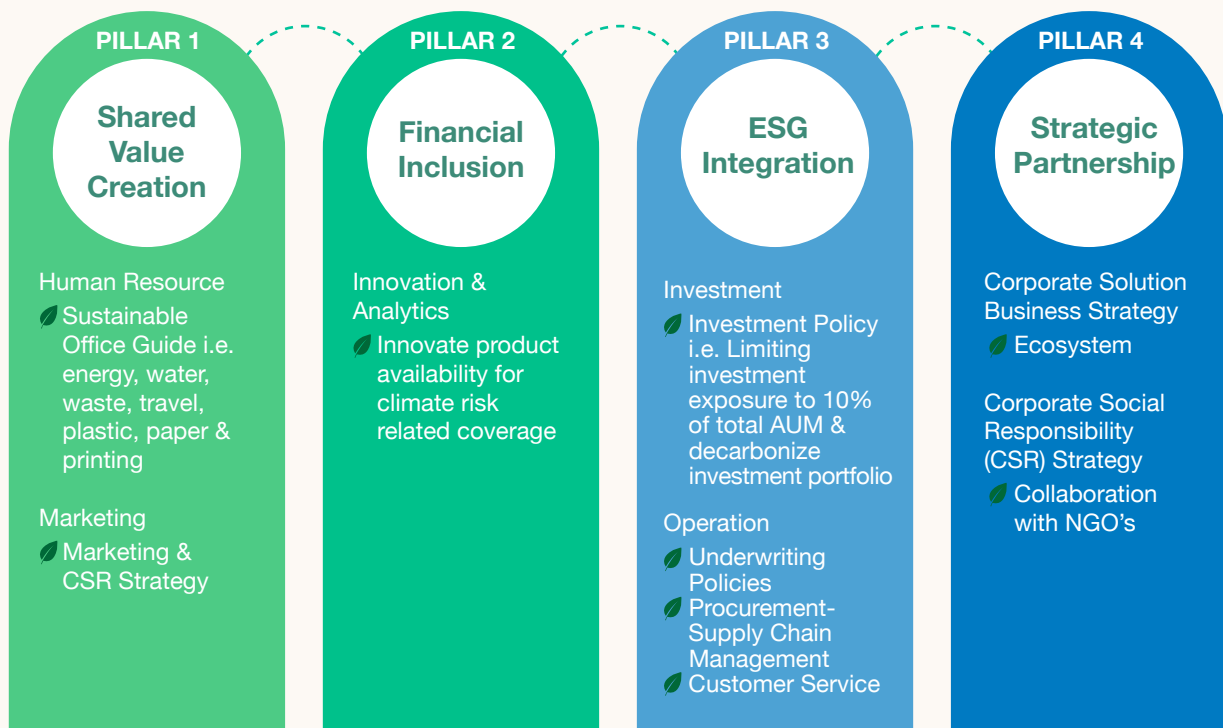 PILLAR 1
Shared
Value
Creation
Human Resource
Sustainable
Office Guide i.e.
energy, water,
waste, travel,
plastic, paper &
printing
Marketing
Marketing &
CSR Strategy
PILLAR 2
Financial
Inclusion
Innovation &
Analytics
Innovate product
availability for
climate risk
related coverage
PILLAR 3
ESG
Integration
Investment
Investment Policy
i.e. Limiting
investment
exposure to 10%
of total AUM &
decarbonize
investment portfolio
Operation
Underwriting
Policies
Procurement-
Supply Chain
Management
Customer Service
PILLAR 4
Strategic
Partnership
Corporate Solution
Business Strategy
Ecosystem
Corporate Social
Responsibility
(CSR) Strategy
Collaboration
with NGO's